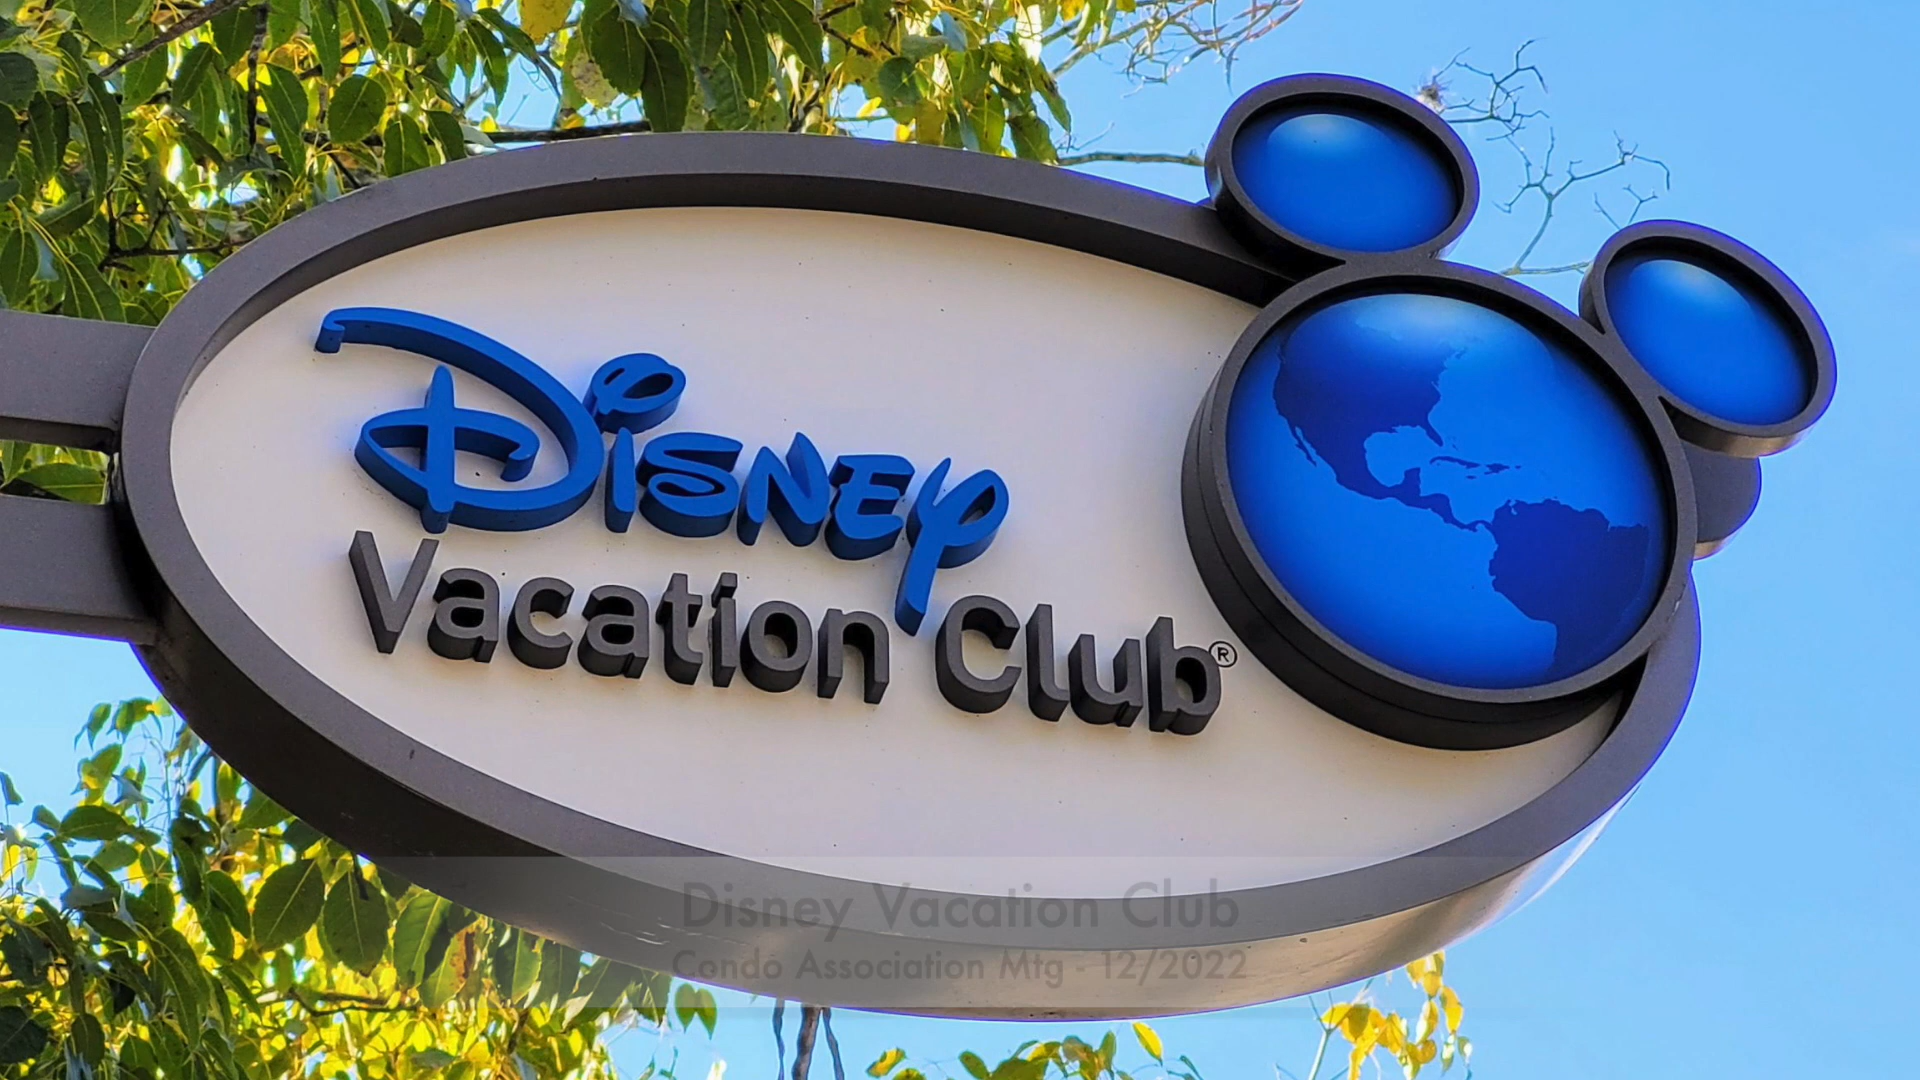 Disney
Vacation Club®
Disney Vacation Club
Condo Association Mtg - 12/2022